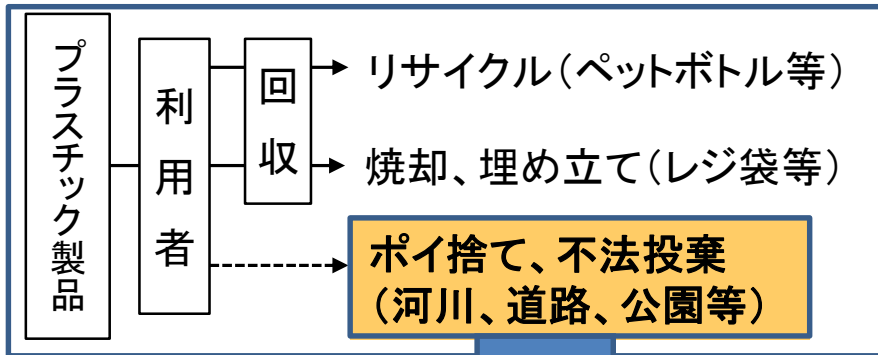 プラスチック製品
利用者
回収
リサイクル（ペットボトル等）
焼却、埋め立て（レジ袋等）
ポイ捨て、不法投棄
（河川、道路、公園等）